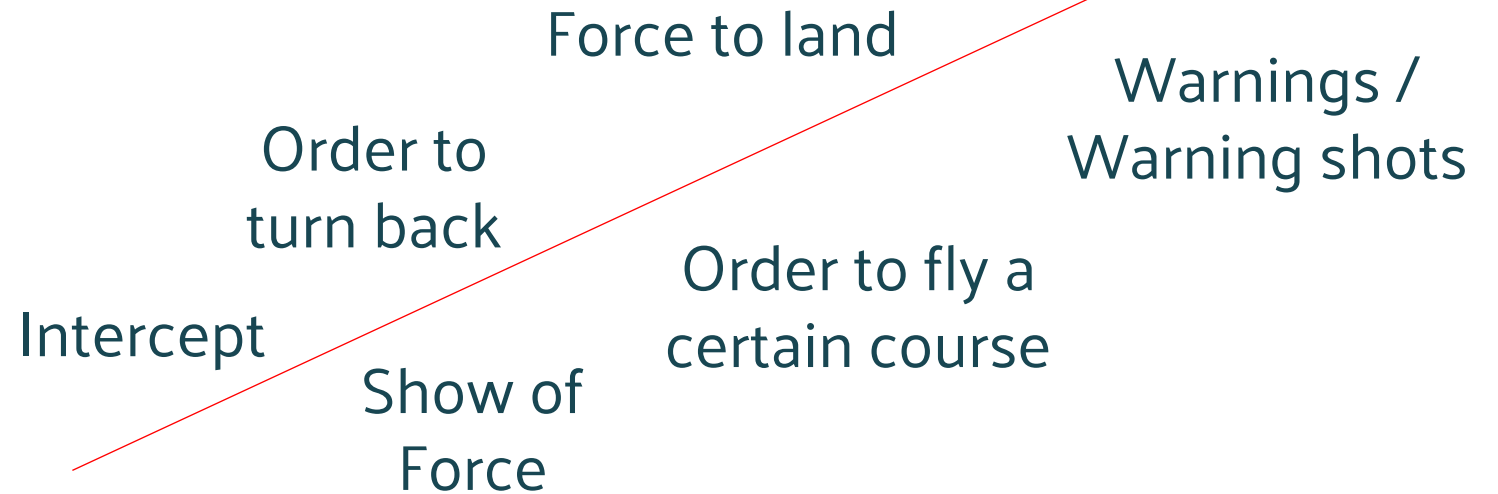 Force to land
Warnings /
Warning shots
Order to
turn back
Order to fly a
certain course
Intercept
Show of
Force